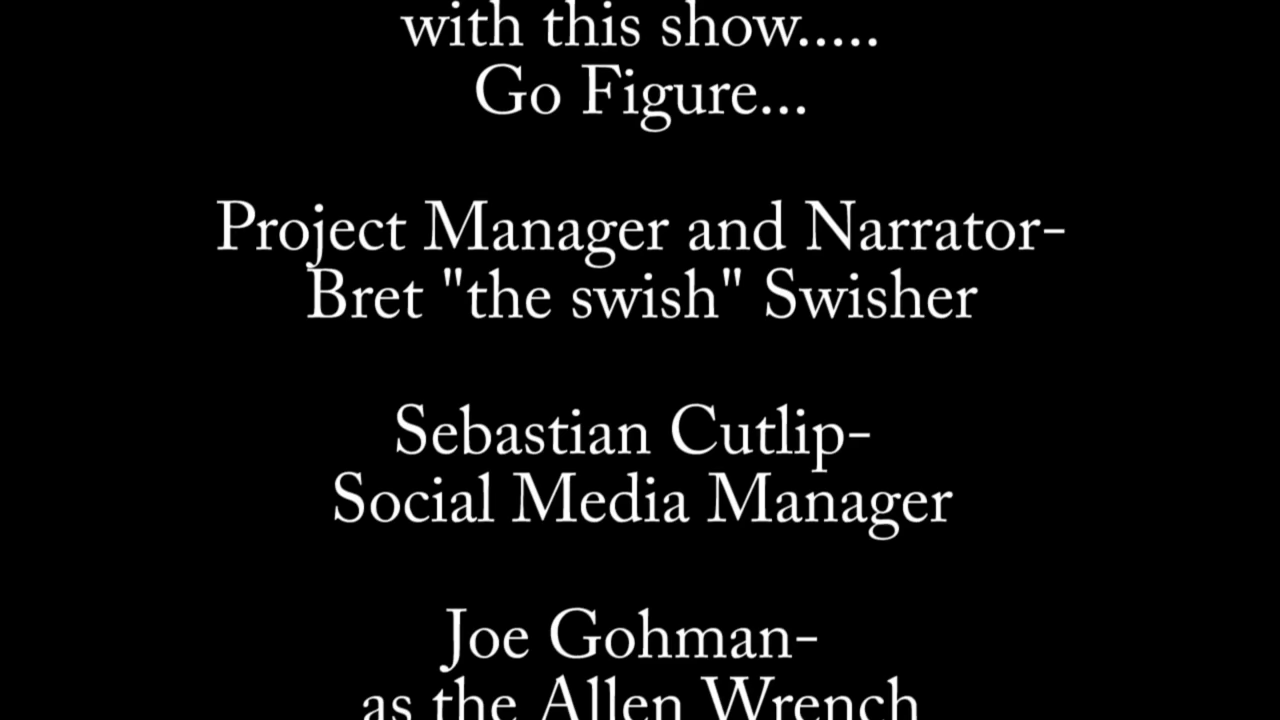 with this show.....
Go Figure...
Project Manager and Narrator-
Bret "the swish" Swisher
Sebastian Cutlip-
Social Media Manager
Joe Gohman-
as the Allen Wrench